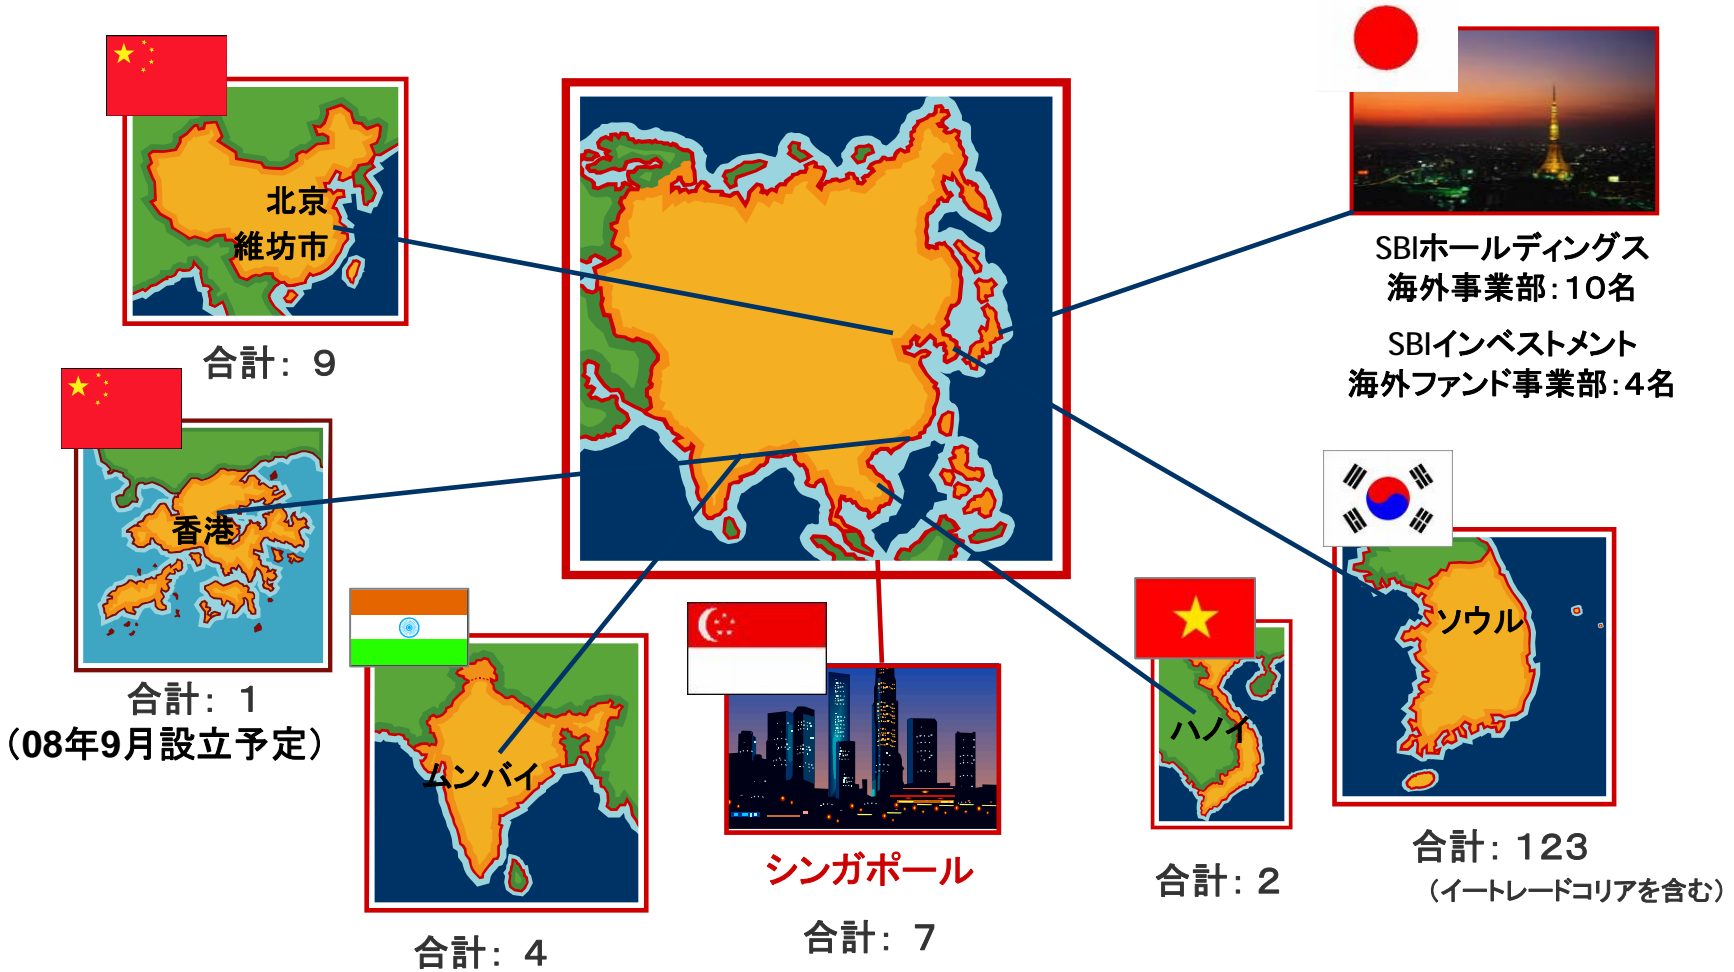 北京
維坊市
合計： 9
SBIホールディングス
海外事業部：10名
SBIインベストメント
海外ファンド事業部：4名
香港
合計： 1
（08年9月設立予定）
ムンバイ
合計： 4
シンガポール
合計： 7
ハノイ
合計： 2
ソウル
合計： 123
（イートレードコリアを含む）